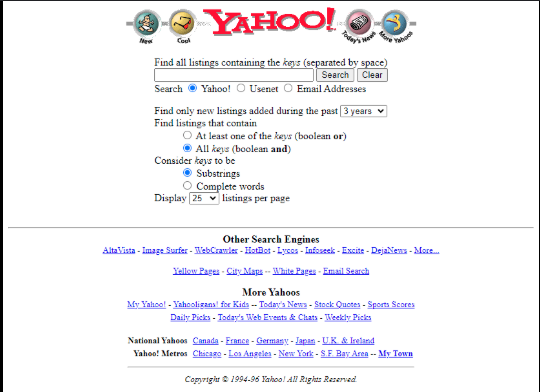 YAHOO!
New Cool Today's News More Yahoos
Find all listings containing the keys (separated by space)
Search Clear
Search Yahoo! Usenet Email Addresses
Find only new listings added during the past 3 years
Find listings that contain
At least one of the keys (boolean or)
All keys (boolean and)
Consider keys to be
Substrings
Complete words
Display 25 listings per page
Other Search Engines
AltaVista - Image Surfer - WebCrawler - HotBot - Lycos - Infoseek - Excite - DejaNews - More...
Yellow Pages - City Maps -- White Pages - Email Search
More Yahoos
My Yahoo! - Yahooligans! for Kids -- Today's News - Stock Quotes - Sports Scores
Daily Picks - Today's Web Events & Chats - Weekly Picks
National Yahoos Canada - France - Germany - Japan - U.K. & Ireland
Yahoo! Metros Chicago - Los Angeles - New York - S.F. Bay Area -- My Town
Copyright © 1994-96 Yahoo! All Rights Reserved.